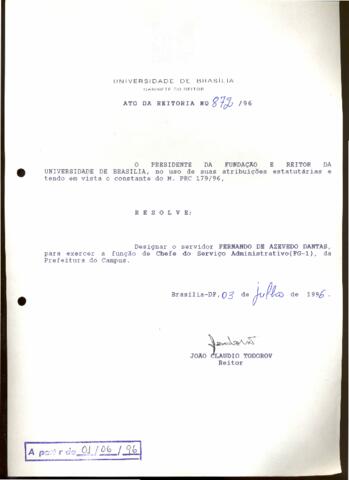 UNIVERSIDADE DE BRASÍLIA
GABINETE DO REITOR
ATO DA REITORIA NQ 872 /96
O PRESIDENTE DA FUNDAÇÃO E REITOR DA
UNIVERSIDADE DE BRASILIA, no uso de suas atribuições estatutárias e
tendo em vista o constante do M. PRC 179/96,
R E S O L V E :
Designar o servidor FERNANDO DE AZEVEDO DANTAS,
para exercer a função de Chefe do Serviço Administrativo(FG-1), da
Prefeitura do Campus.
Brasília-DF, 03 de julho de 1996.
JOÃO CLAUDIO TODOROV
Reitor
A partir de 01/06/96